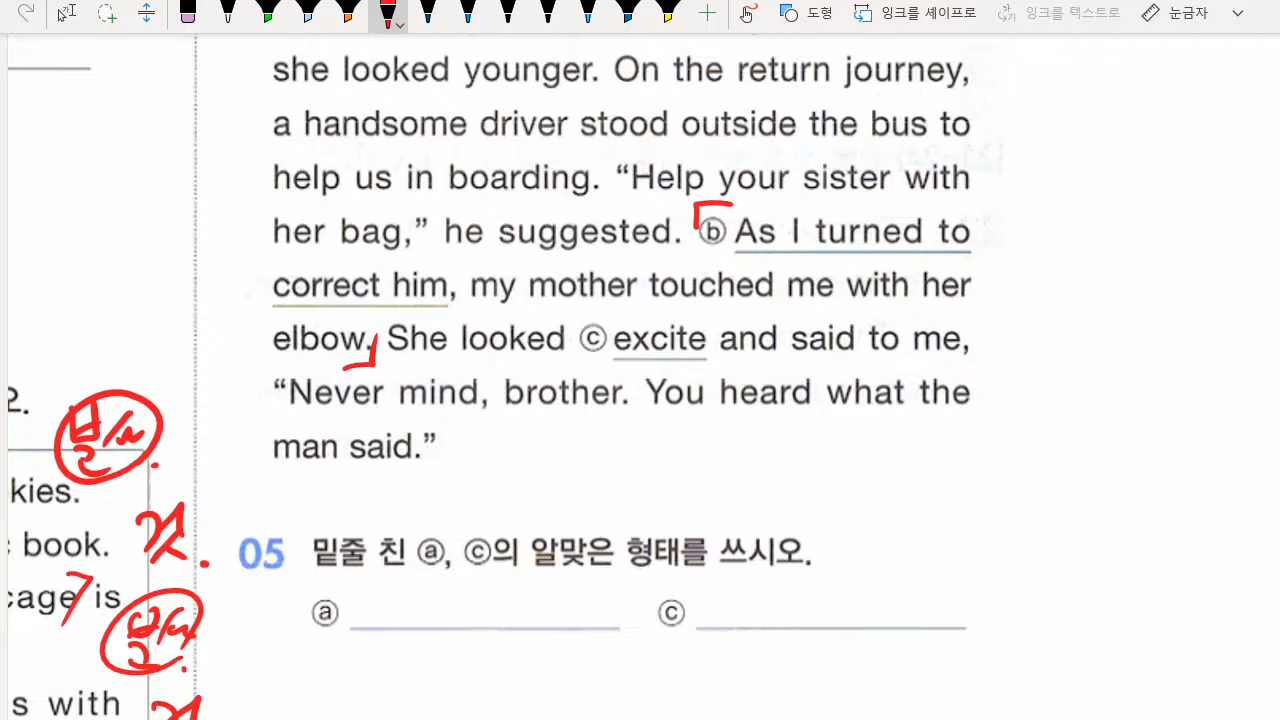 도형 잉크를 셰이프로 잉크를 텍스트로 눈금자
she looked younger. On the return journey,
a handsome driver stood outside the bus to
help us in boarding. “Help your sister with
her bag,” he suggested. ⓑ As I turned to
correct him, my mother touched me with her
elbow. She looked ⓒ excite and said to me,
“Never mind, brother. You heard what the
man said.”
05 밑줄 친 ⓐ, ⓒ의 알맞은 형태를 쓰시오.
ⓐ ⓒ
2.
kies.
book.
cage is
s with